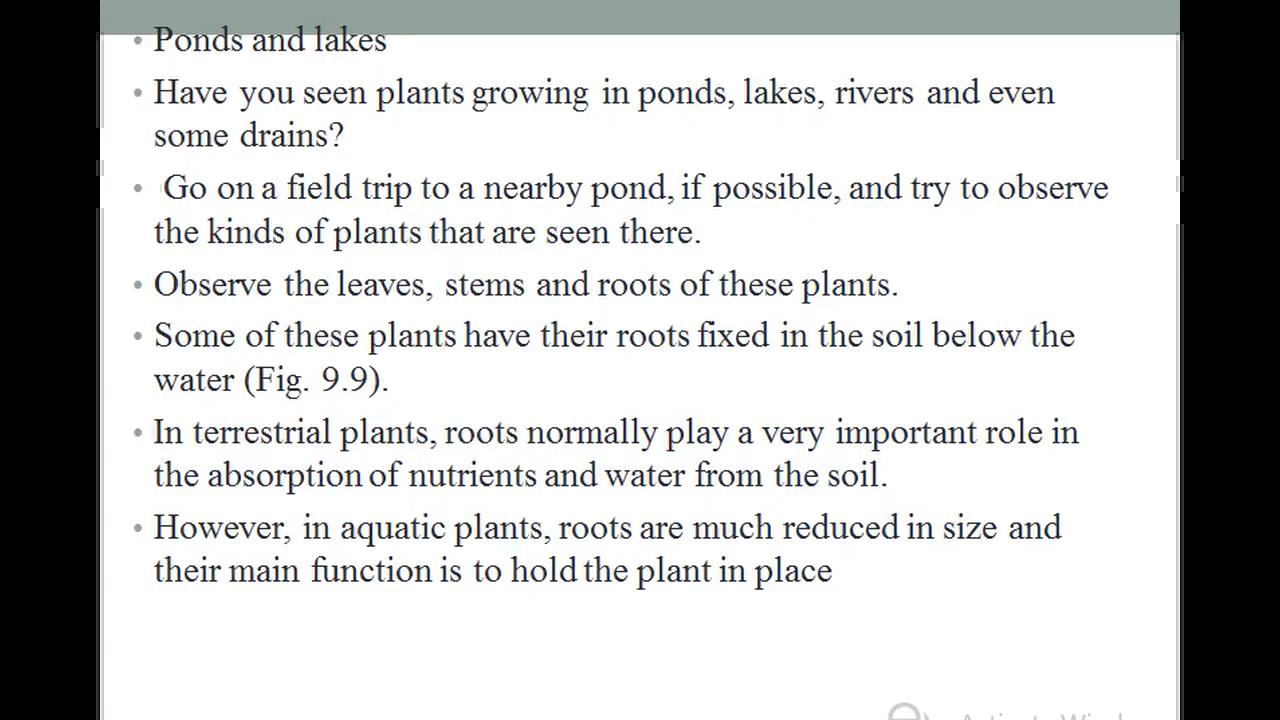 • Ponds and lakes
• Have you seen plants growing in ponds, lakes, rivers and even
some drains?
• Go on a field trip to a nearby pond, if possible, and try to observe
the kinds of plants that are seen there.
• Observe the leaves, stems and roots of these plants.
• Some of these plants have their roots fixed in the soil below the
water (Fig. 9.9).
• In terrestrial plants, roots normally play a very important role in
the absorption of nutrients and water from the soil.
• However, in aquatic plants, roots are much reduced in size and
their main function is to hold the plant in place